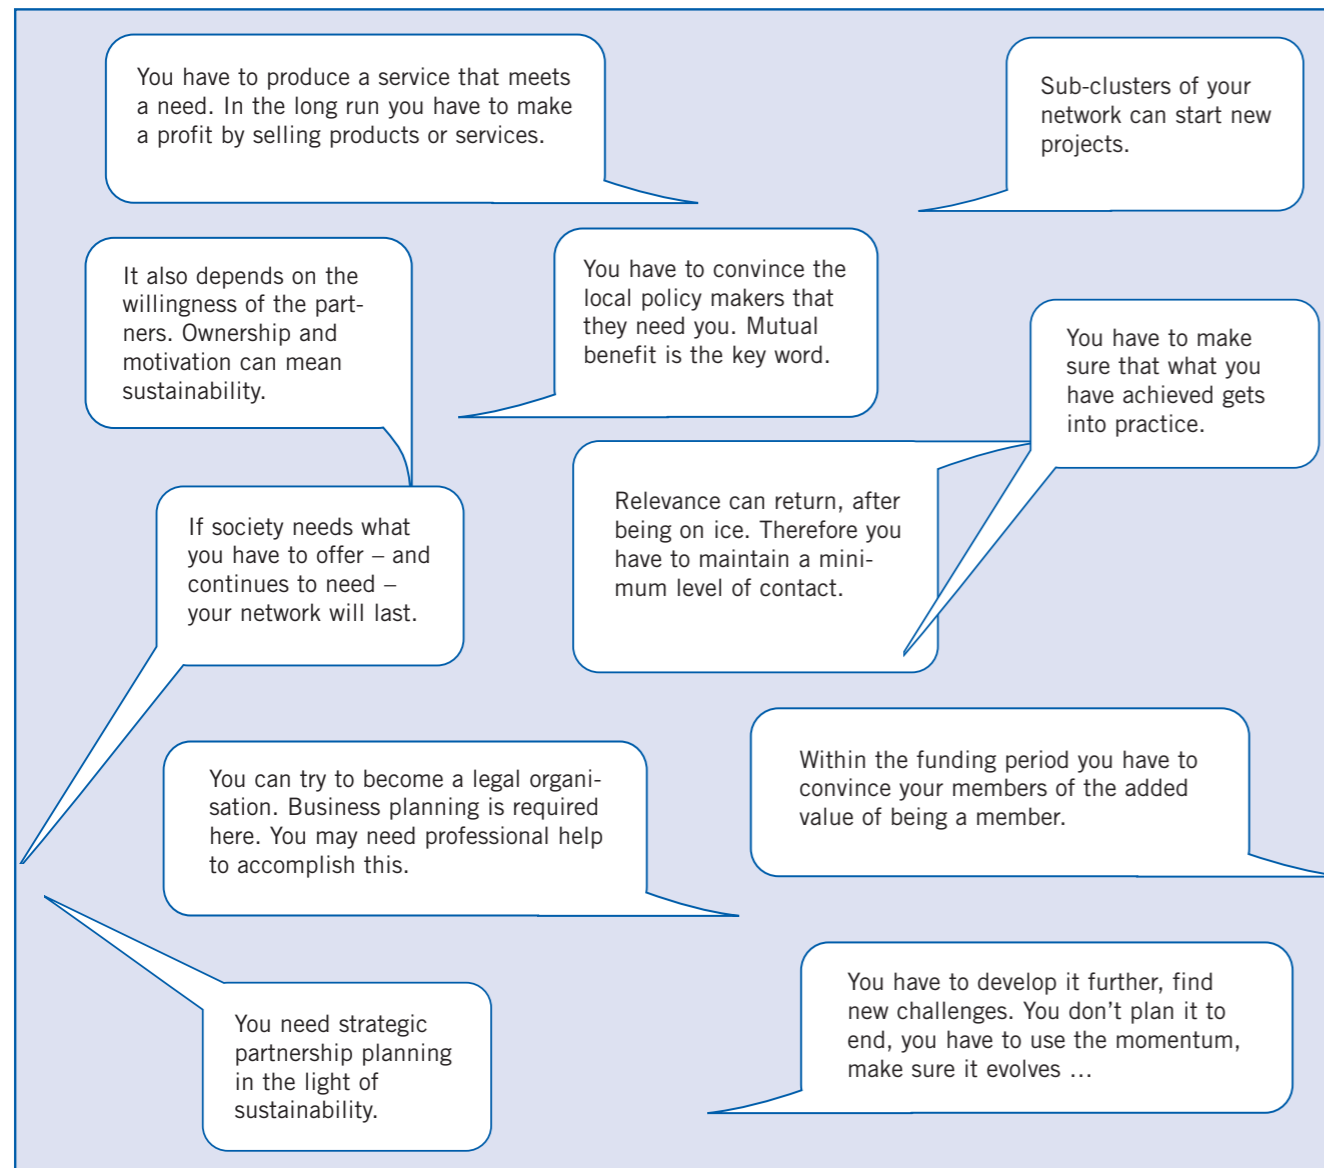 You have to produce a service that meets
a need. In the long run you have to make
a profit by selling products or services.
Sub-clusters of your
network can start new
projects.
It also depends on the
willingness of the part-
ners. Ownership and
motivation can mean
sustainability.
You have to convince the
local policy makers that
they need you. Mutual
benefit is the key word.
You have to make
sure that what you
have achieved gets
into practice.
If society needs what
you have to offer – and
continues to need –
your network will last.
Relevance can return, after
being on ice. Therefore you
have to maintain a mini-
mum level of contact.
You can try to become a legal organi-
sation. Business planning is required
here. You may need professional help
to accomplish this.
Within the funding period you have to
convince your members of the added
value of being a member.
You need strategic
partnership planning
in the light of
sustainability.
You have to develop it further, find
new challenges. You don’t plan it to
end, you have to use the momentum,
make sure it evolves …